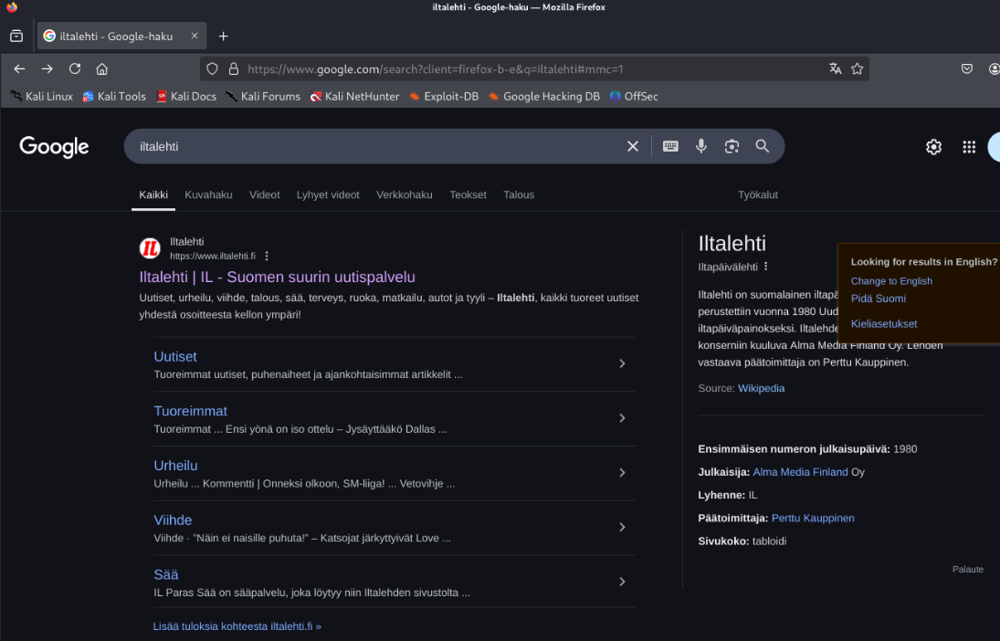 iltalehti - Google-haku — Mozilla Firefox
iltalehti - Google-haku
https://www.google.com/search?client=firefox-b-e&q=iltalehti#mmc=1
Kali Linux Kali Tools Kali Docs Kali Forums Kali NetHunter Exploit-DB Google Hacking DB OffSec
Google iltalehti
Kaikki Kuvahaku Videot Lyhyet videot Verkkohaku Teokset Talous Työkalut
IL
Iltalehti
https://www.iltalehti.fi
Iltalehti | IL - Suomen suurin uutispalvelu
Uutiset, urheilu, viihde, talous, sää, terveys, ruoka, matkailu, autot ja tyyli – Iltalehti, kaikki tuoreet uutiset
yhdestä osoitteesta kellon ympäri!
Uutiset
Tuoreimmat uutiset, puhenaiheet ja ajankohtaisimmat artikkelit ...
Tuoreimmat
Tuoreimmat ... Ensi yönä on iso ottelu – Jysäyttääkö Dallas ...
Urheilu
Urheilu ... Kommentti | Onneksi olkoon, SM-liiga! ... Vetovihje ...
Viihde
Viihde · "Näin ei naisille puhuta!" – Katsojat järkyttyivät Love ...
Sää
IL Paras Sää on sääpalvelu, joka löytyy niin Iltalehden sivustolta ...
Lisää tuloksia kohteesta iltalehti.fi »
Iltalehti
Iltapäivälehti
Iltalehti on suomalainen
perustettiin vuonna 1980
iltapäiväpainokseksi.
konserniin kuuluva Alma Media Finland Oy. Lehden
vastaava päätoimittaja on Perttu Kauppinen.
Source: Wikipedia
Looking for results in English?
Change to English
Pidä Suomi
Kieliasetukset
Ensimmäisen numeron julkaisupäivä: 1980
Julkaisija: Alma Media Finland Oy
Lyhenne: IL
Päätoimittaja: Perttu Kauppinen
Sivukoko: tabloidi
Palaute